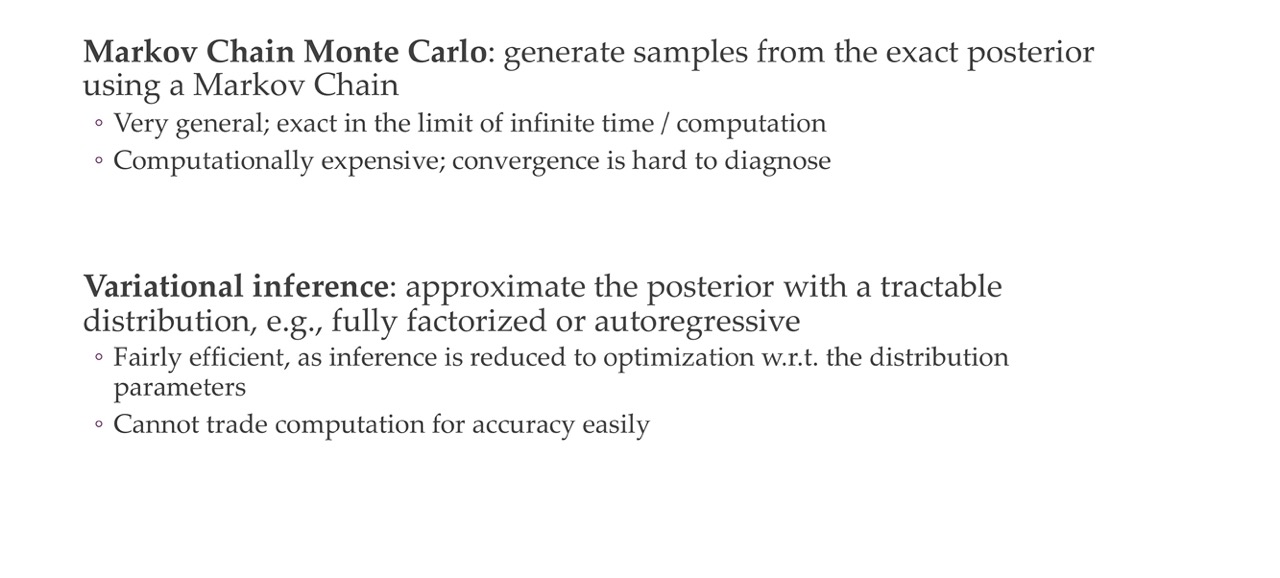 Markov Chain Monte Carlo: generate samples from the exact posterior
using a Markov Chain
◦ Very general; exact in the limit of infinite time / computation
◦ Computationally expensive; convergence is hard to diagnose
Variational inference: approximate the posterior with a tractable
distribution, e.g., fully factorized or autoregressive
◦ Fairly efficient, as inference is reduced to optimization w.r.t. the distribution
parameters
◦ Cannot trade computation for accuracy easily